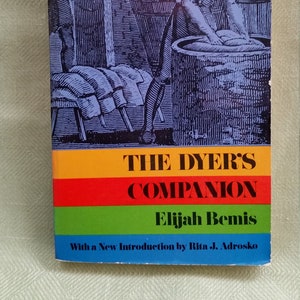 THE DYER'S
COMPANION
Elijah Bemis
With a New Introduction by Rita J. Adrosko